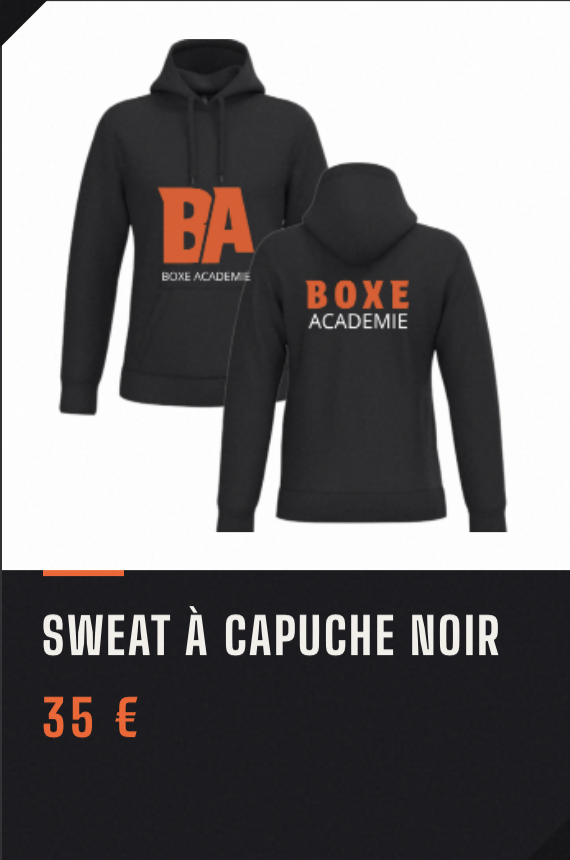 BA
BOXE ACADEMIE
BOXE
ACADEMIE
SWEAT À CAPUCHE NOIR
35 €